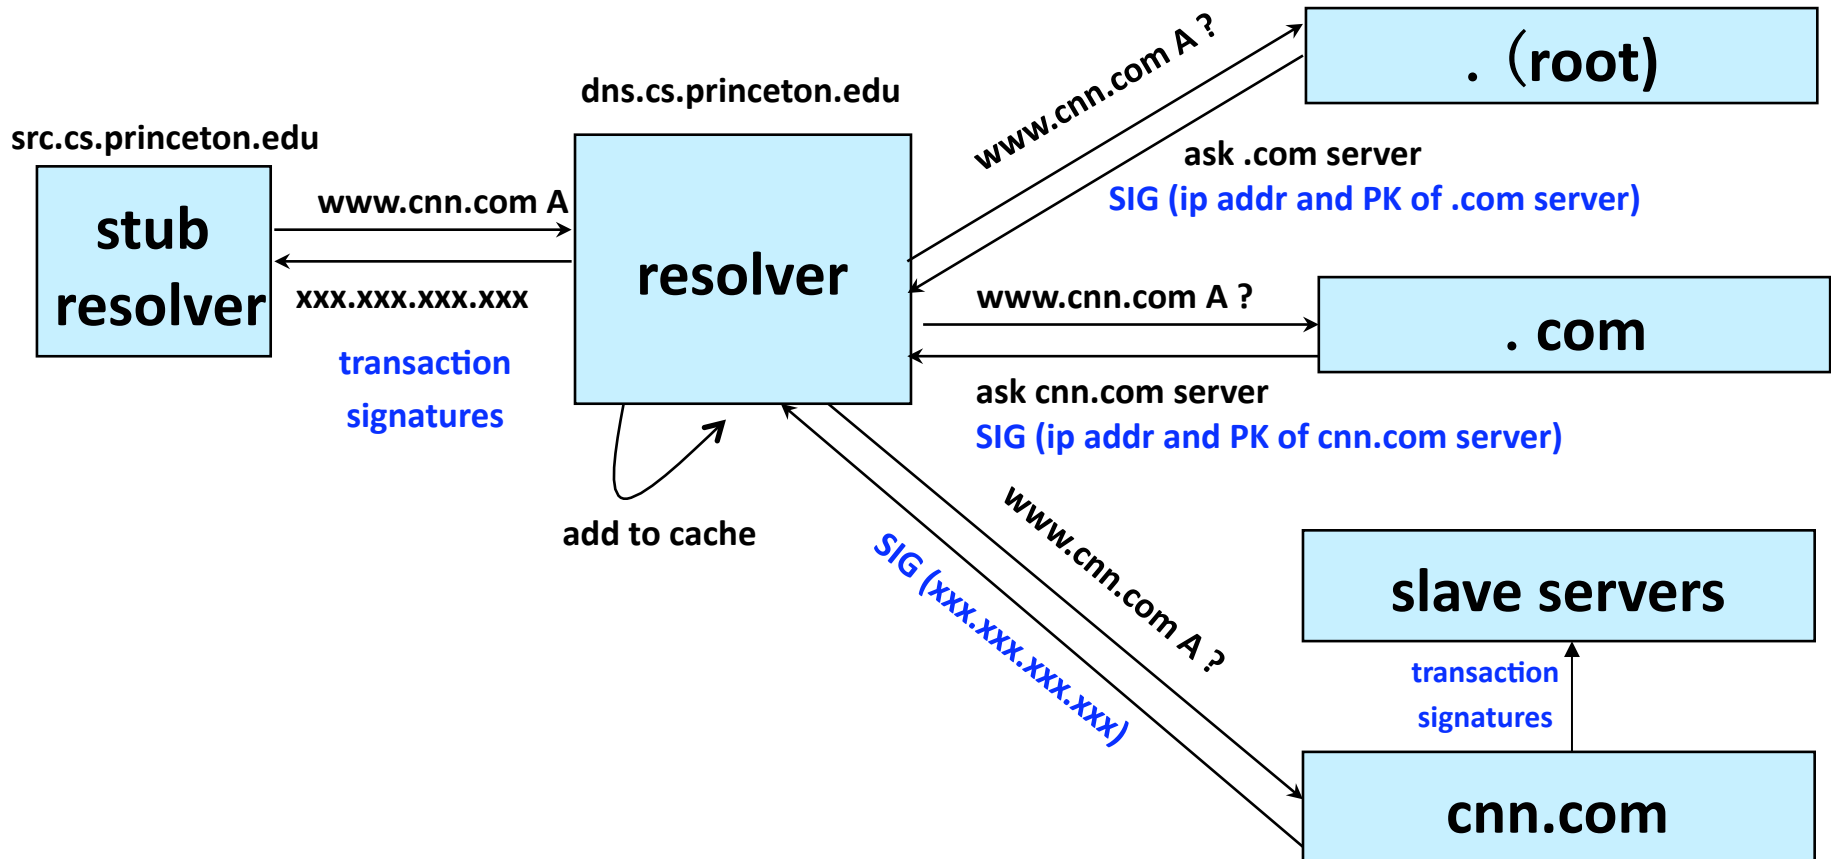 src.cs.princeton.edu
stub
resolver
www.cnn.com A
xxx.xxx.xxx.xxx
transaction
signatures
dns.cs.princeton.edu
resolver
add to cache
www.cnn.com A ?
. (root)
ask .com server
SIG (ip addr and PK of .com server)
www.cnn.com A ?
. com
ask cnn.com server
SIG (ip addr and PK of cnn.com server)
www.cnn.com A ?
SIG (xxx.xxx.xxx.xxx)
slave servers
transaction
signatures
cnn.com